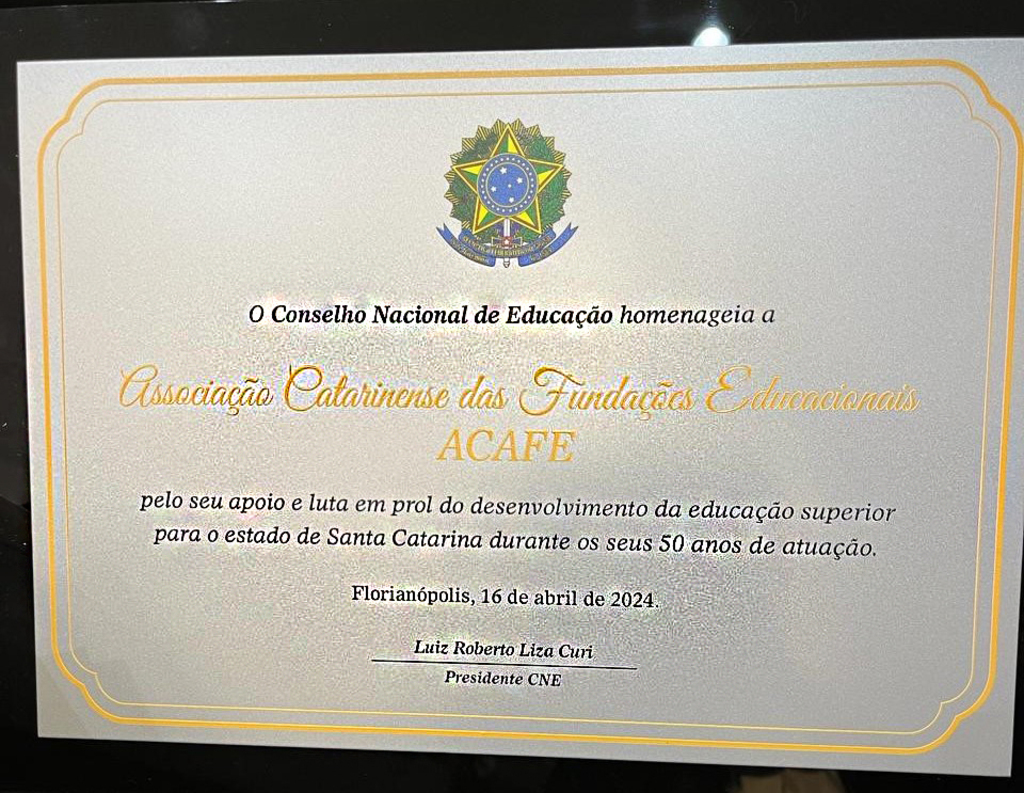 O Conselho Nacional de Educação homenageia a
Associação Catarinense das Fundações Educacionais
ACAFE
pelo seu apoio e luta em prol do desenvolvimento da educação superior
para o estado de Santa Catarina durante os seus 50 anos de atuação.
Florianópolis, 16 de abril de 2024.
Luiz Roberto Liza Curi
Presidente CNE